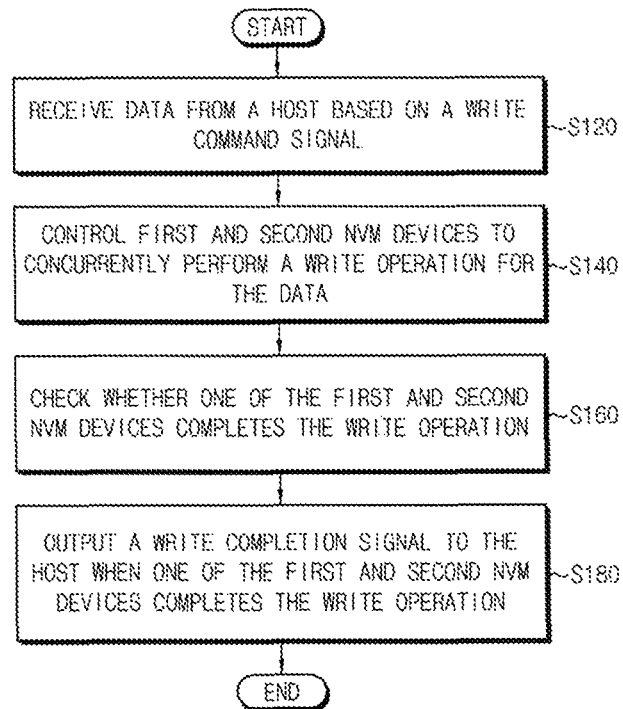 START
RECEIVE DATA FROM A HOST BASED ON A WRITE
COMMAND SIGNAL
S120
CONTROL FIRST AND SECOND NVM DEVICES TO
CONCURRENTLY PERFORM A WRITE OPERATION FOR
THE DATA
S140
CHECK WHETHER ONE OF THE FIRST AND SECOND
NVM DEVICES COMPLETES THE WRITE OPERATION
S160
OUTPUT A WRITE COMPLETION SIGNAL TO THE
HOST WHEN ONE OF THE FIRST AND SECOND NVM
DEVICES COMPLETES THE WRITE OPERATION
S180
END